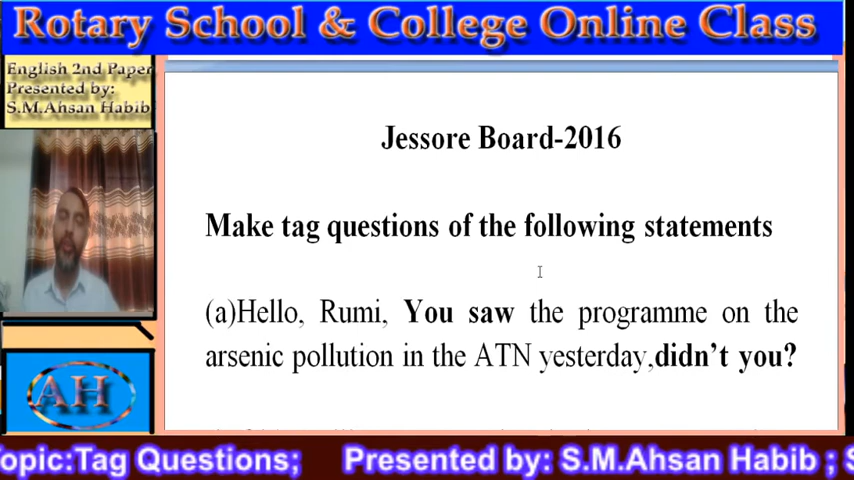 Rotary School & College Online Class
English 2nd Paper
Presented by:
S.M.Ahsan Habib
Jessore Board-2016
Make tag questions of the following statements
(a)Hello, Rumi, You saw the programme on the
arsenic pollution in the ATN yesterday,didn't you?
AH
opic:Tag Questions; Presented by: S.M.Ahsan Habib ; S